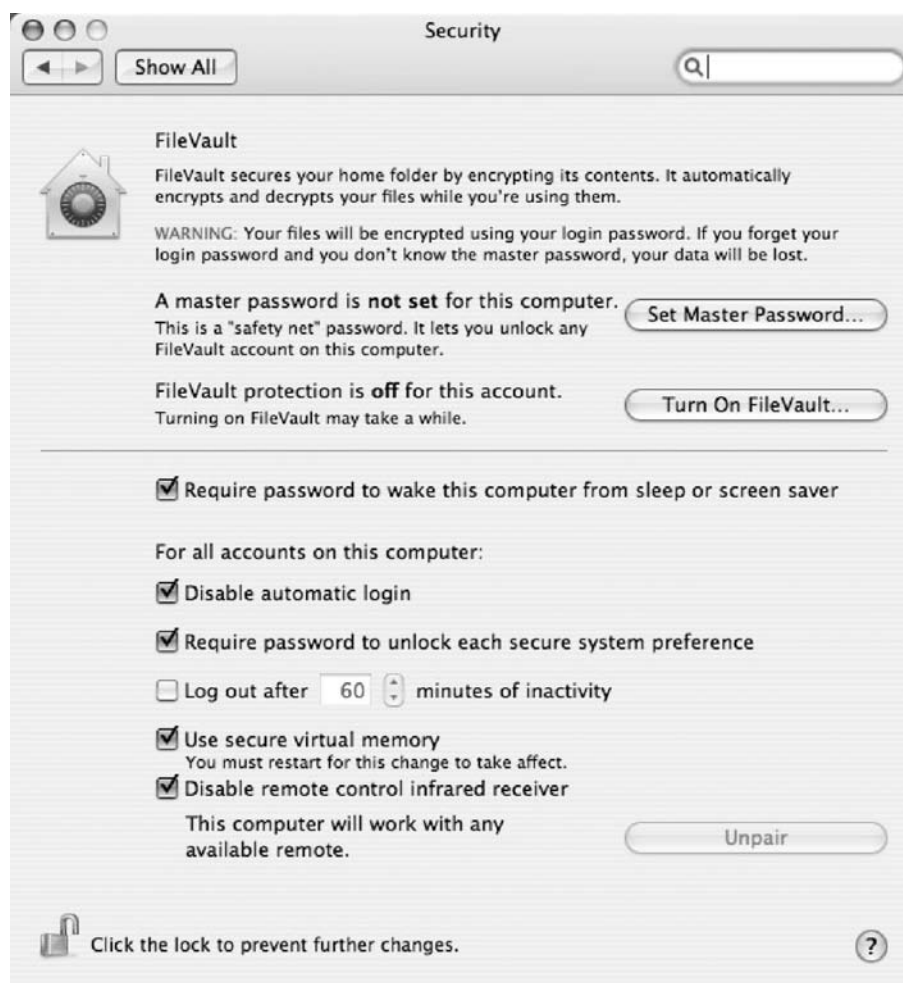 Security
Show All
FileVault
FileVault secures your home folder by encrypting its contents. It automatically
encrypts and decrypts your files while you're using them.
WARNING: Your files will be encrypted using your login password. If you forget your
login password and you don't know the master password, your data will be lost.
A master password is not set for this computer.
Set Master Password...
This is a "safety net" password. It lets you unlock any
FileVault account on this computer.
FileVault protection is off for this account.
Turn On FileVault...
Turning on FileVault may take a while.
Require password to wake this computer from sleep or screen saver
For all accounts on this computer:
Disable automatic login
Require password to unlock each secure system preference
Log out after 60 minutes of inactivity
Use secure virtual memory
You must restart for this change to take affect.
Disable remote control infrared receiver
This computer will work with any
available remote.
Unpair
Click the lock to prevent further changes.
?